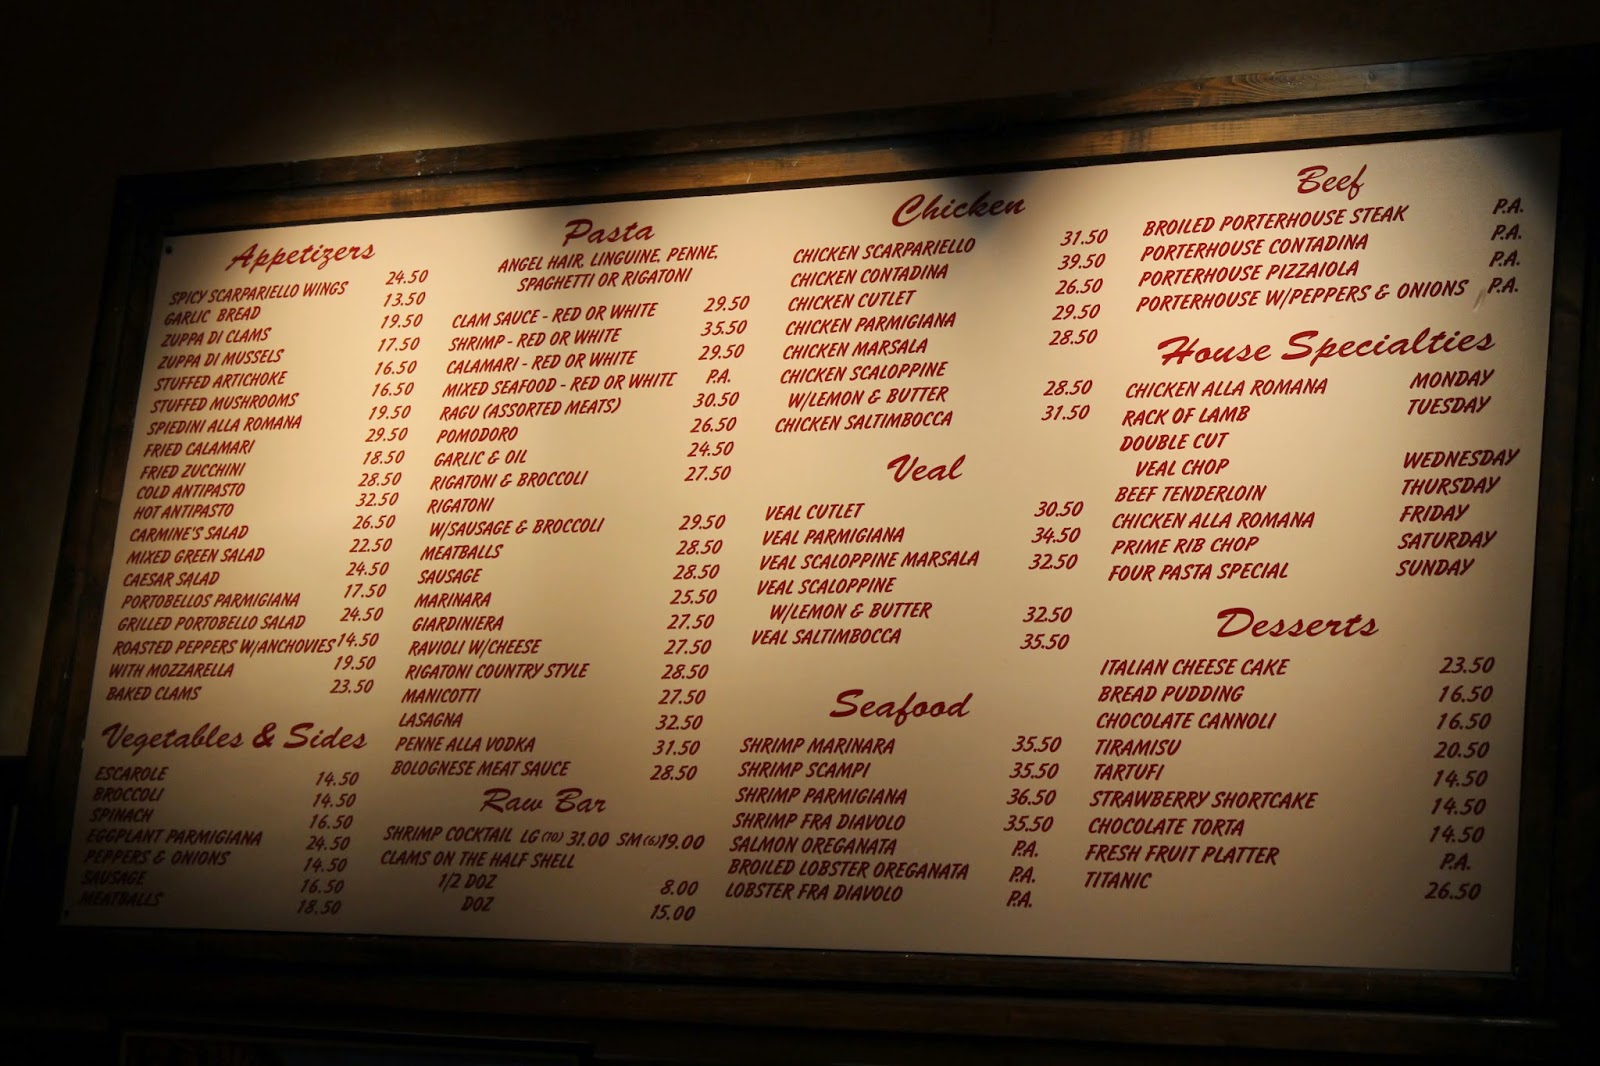 Appetizers
SPICY SCARPARIELLO WINGS 24.50
GARLIC BREAD 13.50
ZUPPA DI CLAMS 19.50
ZUPPA DI MUSSELS 17.50
STUFFED ARTICHOKE 16.50
STUFFED MUSHROOMS 16.50
SPIEDINI ALLA ROMANA 19.50
FRIED CALAMARI 29.50
FRIED ZUCCHINI 18.50
COLD ANTIPASTO 28.50
HOT ANTIPASTO 32.50
CARMINE'S SALAD 26.50
MIXED GREEN SALAD 22.50
CAESAR SALAD 24.50
PORTOBELLOS PARMIGIANA 17.50
GRILLED PORTOBELLO SALAD 24.50
ROASTED PEPPERS W/ANCHOVIES 14.50
WITH MOZZARELLA 19.50
BAKED CLAMS 23.50
Vegetables & Sides
ESCAROLE 14.50
BROCCOLI 14.50
SPINACH 16.50
EGGPLANT PARMIGIANA 24.50
PEPPERS & ONIONS 14.50
SAUSAGE 16.50
MEATBALLS 18.50
Pasta
ANGEL HAIR, LINGUINE, PENNE,
SPAGHETTI OR RIGATONI
CLAM SAUCE - RED OR WHITE 29.50
SHRIMP - RED OR WHITE 35.50
CALAMARI - RED OR WHITE 29.50
MIXED SEAFOOD - RED OR WHITE P.A.
RAGU (ASSORTED MEATS) 30.50
POMODORO 26.50
GARLIC & OIL 24.50
RIGATONI & BROCCOLI 27.50
RIGATONI
W/SAUSAGE & BROCCOLI 29.50
MEATBALLS 28.50
SAUSAGE 28.50
MARINARA 25.50
GIARDINIERA 27.50
RAVIOLI W/CHEESE 27.50
RIGATONI COUNTRY STYLE 28.50
MANICOTTI 27.50
LASAGNA 32.50
PENNE ALLA VODKA 31.50
BOLOGNESE MEAT SAUCE 28.50
Raw Bar
SHRIMP COCKTAIL LG (10) 31.00 SM (6) 19.00
CLAMS ON THE HALF SHELL
1/2 DOZ 8.00
DOZ 15.00
Chicken
CHICKEN SCARPARIELLO 31.50
CHICKEN CONTADINA 39.50
CHICKEN CUTLET 26.50
CHICKEN PARMIGIANA 29.50
CHICKEN MARSALA 28.50
CHICKEN SCALOPPINE
W/LEMON & BUTTER 28.50
CHICKEN SALTIMBOCCA 31.50
Veal
VEAL CUTLET 30.50
VEAL PARMIGIANA 34.50
VEAL SCALOPPINE MARSALA 32.50
VEAL SCALOPPINE
W/LEMON & BUTTER 32.50
VEAL SALTIMBOCCA 35.50
Seafood
SHRIMP MARINARA 35.50
SHRIMP SCAMPI 35.50
SHRIMP PARMIGIANA 36.50
SHRIMP FRA DIAVOLO 35.50
SALMON OREGANATA P.A.
BROILED LOBSTER OREGANATA P.A.
LOBSTER FRA DIAVOLO P.A.
Beef
BROILED PORTERHOUSE STEAK P.A.
PORTERHOUSE CONTADINA P.A.
PORTERHOUSE PIZZAIOLA P.A.
PORTERHOUSE W/PEPPERS & ONIONS P.A.
House Specialties
CHICKEN ALLA ROMANA MONDAY
RACK OF LAMB TUESDAY
DOUBLE CUT
VEAL CHOP WEDNESDAY
BEEF TENDERLOIN THURSDAY
CHICKEN ALLA ROMANA FRIDAY
PRIME RIB CHOP SATURDAY
FOUR PASTA SPECIAL SUNDAY
Desserts
ITALIAN CHEESE CAKE 23.50
BREAD PUDDING 16.50
CHOCOLATE CANNOLI 16.50
TIRAMISU 20.50
TARTUFI 14.50
STRAWBERRY SHORTCAKE 14.50
CHOCOLATE TORTA 14.50
FRESH FRUIT PLATTER P.A.
TITANIC 26.50